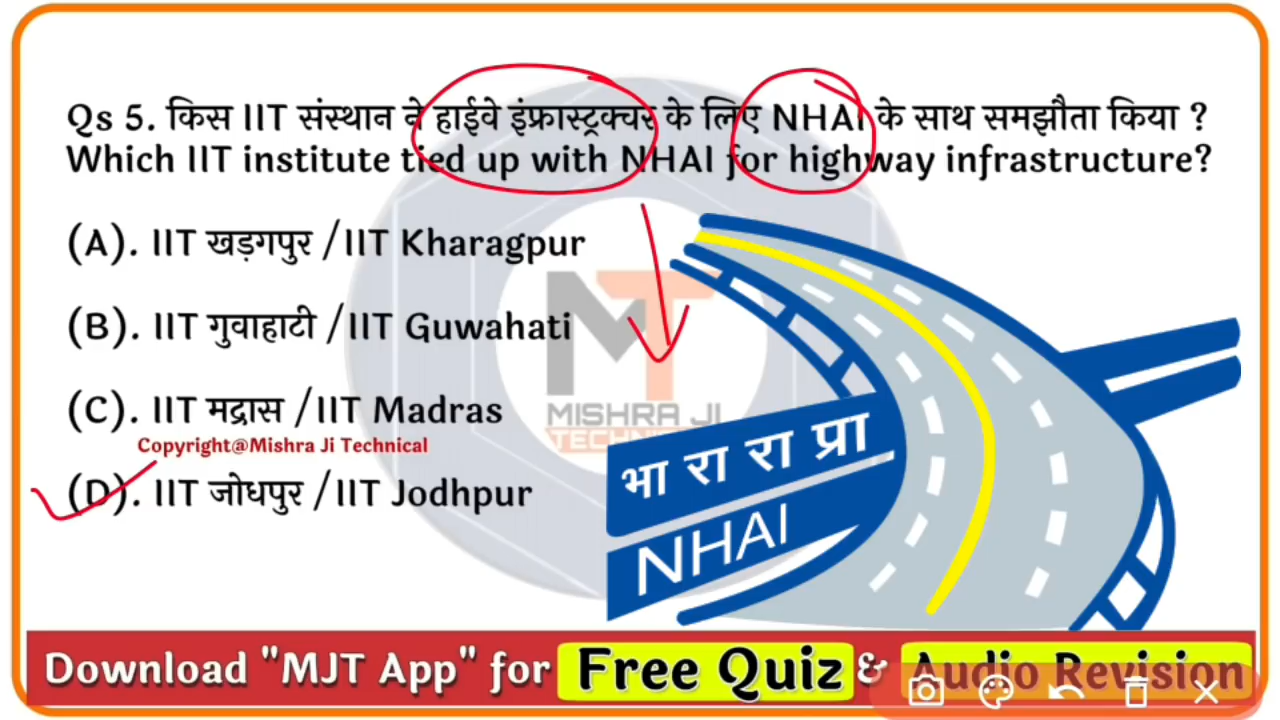 Qs 5. किस IIT संस्थान ने हाईवे इंफ्रास्ट्रक्चर के लिए NHAI के साथ समझौता किया ?
Which IIT institute tied up with NHAI for highway infrastructure?
(A). IIT खड़गपुर /IIT Kharagpur
(B). IIT गुवाहाटी /IIT Guwahati
(C). IIT मद्रास /IIT Madras
Copyright@Mishra Ji Technical
(D). IIT जोधपुर /IIT Jodhpur
MT
MISHRA JI
TECHNICAL
भा रा रा प्रा
NHAI
Download "MJT App" for Free Quiz & Audio Revision